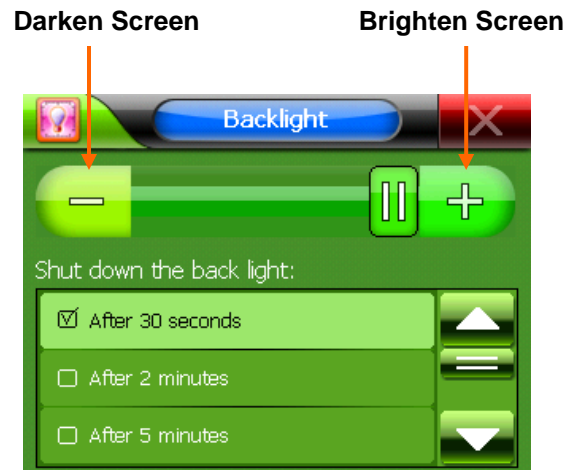 Darken Screen Brighten Screen
Backlight
Shut down the back light:
After 30 seconds
After 2 minutes
After 5 minutes